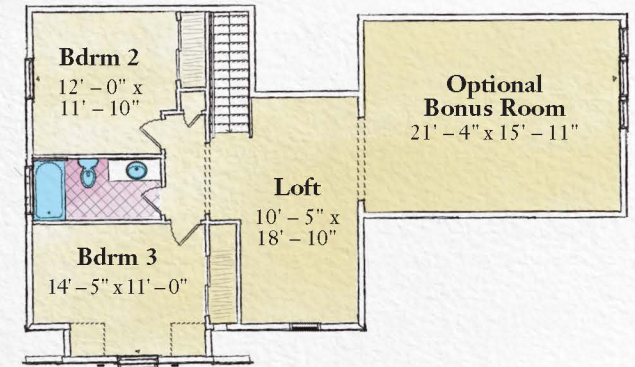 Bdrm 2
12' – 0" x
11' – 10"
Optional
Bonus Room
21' – 4" x 15' – 11"
Loft
10' – 5" x
18' – 10"
Bdrm 3
14' – 5" x 11' – 0"